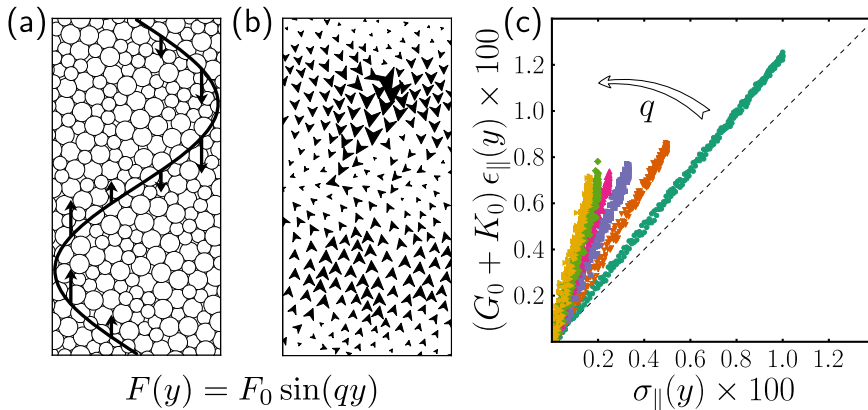 (a)
(b)
(c)
F(y) = F₀ sin(qy)
(G₀ + K₀) ϵ∥(y) × 100
1.2
1.0
0.8
0.6
0.4
0.2
q
0.2 0.4 0.6 0.8 1.0 1.2
σ∥(y) × 100